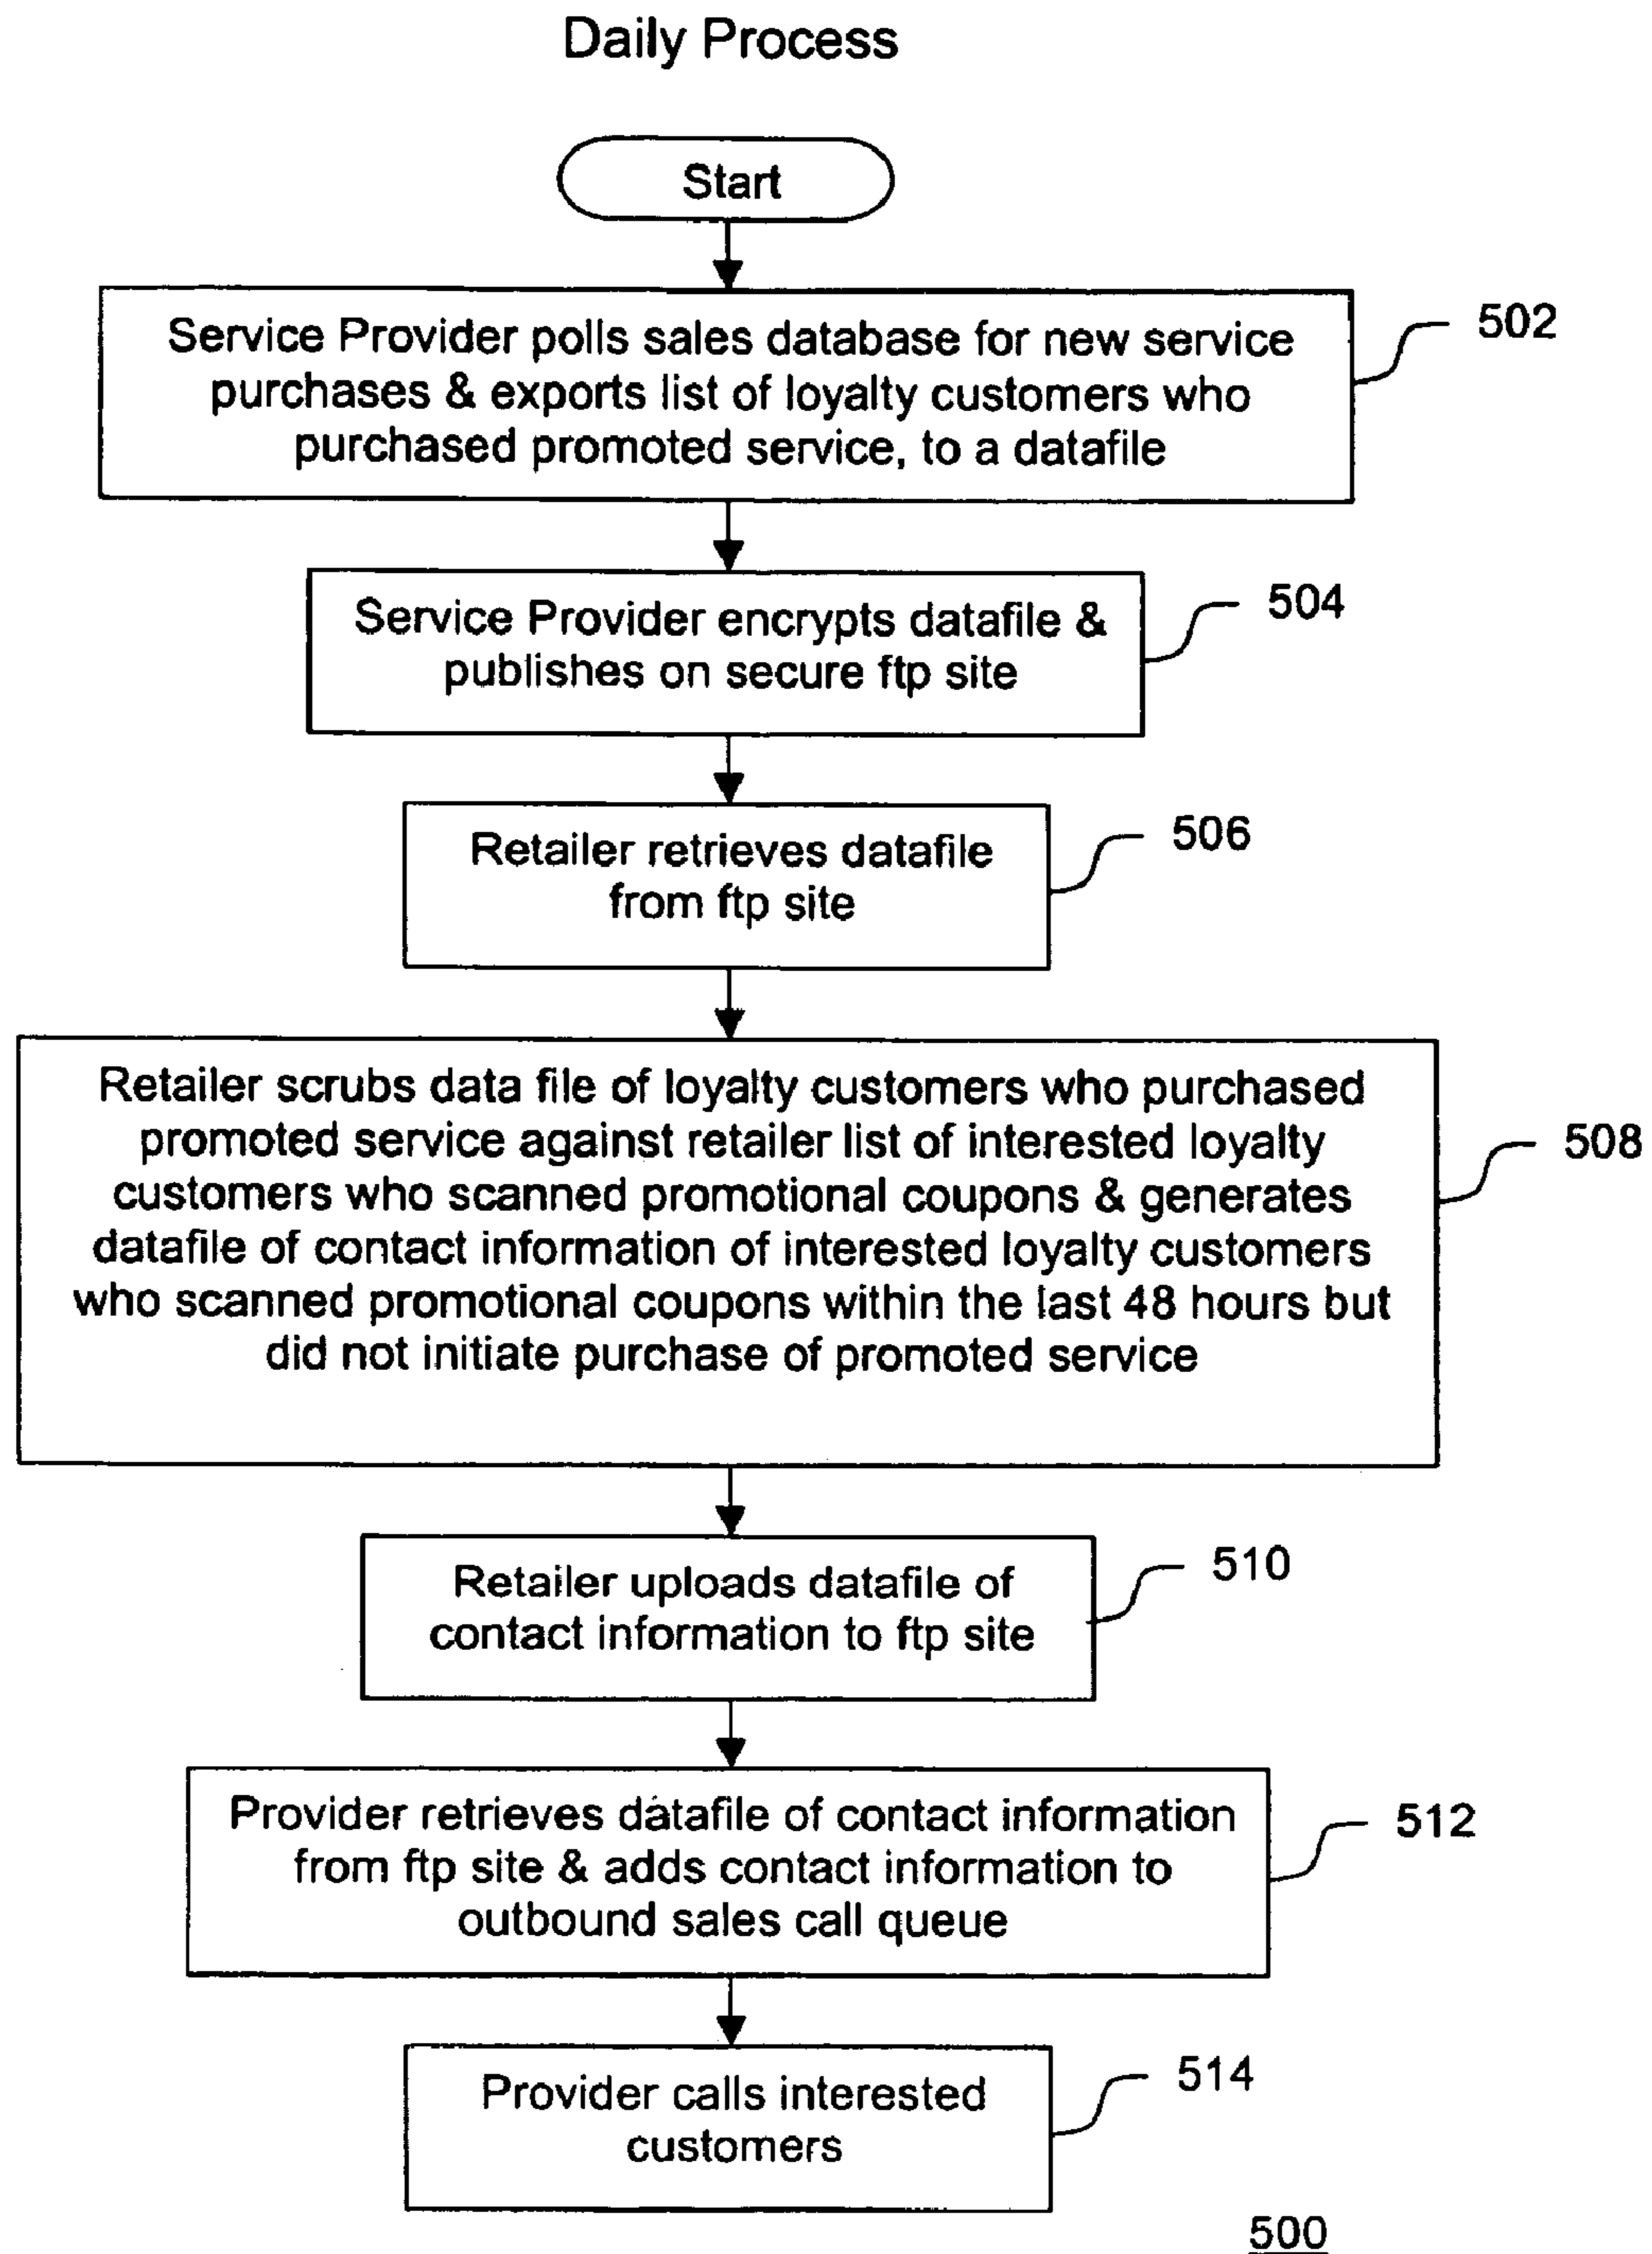 Daily Process
Start
Service Provider polls sales database for new service
purchases & exports list of loyalty customers who
purchased promoted service, to a datafile
502
Service Provider encrypts datafile &
publishes on secure ftp site
504
Retailer retrieves datafile
from ftp site
506
Retailer scrubs data file of loyalty customers who purchased
promoted service against retailer list of interested loyalty
customers who scanned promotional coupons & generates
datafile of contact information of interested loyalty customers
who scanned promotional coupons within the last 48 hours but
did not initiate purchase of promoted service
508
Retailer uploads datafile of
contact information to ftp site
510
Provider retrieves datafile of contact information
from ftp site & adds contact information to
outbound sales call queue
512
Provider calls interested
customers
514
500